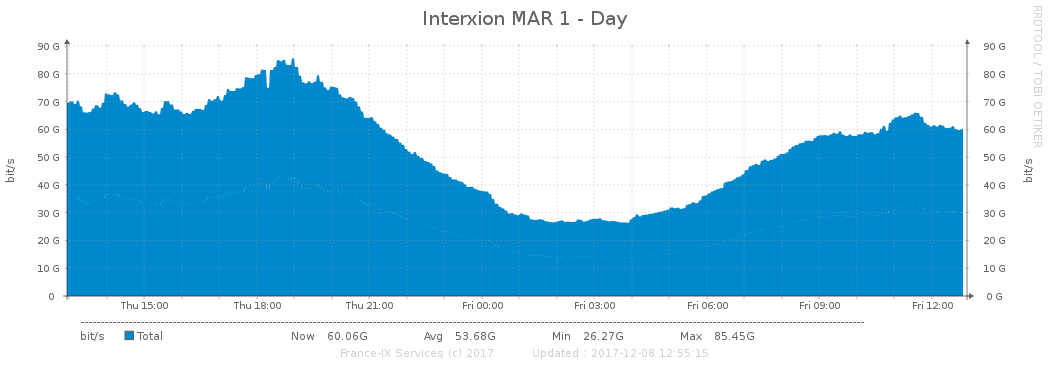 Interxion MAR 1 - Day
RRDTOOL / TOBI OETIKER
bit/s
90 G 90 G
80 G 80 G
70 G 70 G
60 G 60 G
50 G 50 G
40 G 40 G
30 G 30 G
20 G 20 G
10 G 10 G
0 0 G
bit/s
Thu 15:00 Thu 18:00 Thu 21:00 Fri 00:00 Fri 03:00 Fri 06:00 Fri 09:00 Fri 12:00
bit/s Total Now 60.06G Avg 53.68G Min 26.27G Max 85.45G
France-IX Services (c) 2017 Updated : 2017-12-08 12:55:15